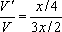 V'/V = (x/4)/(3x/2)